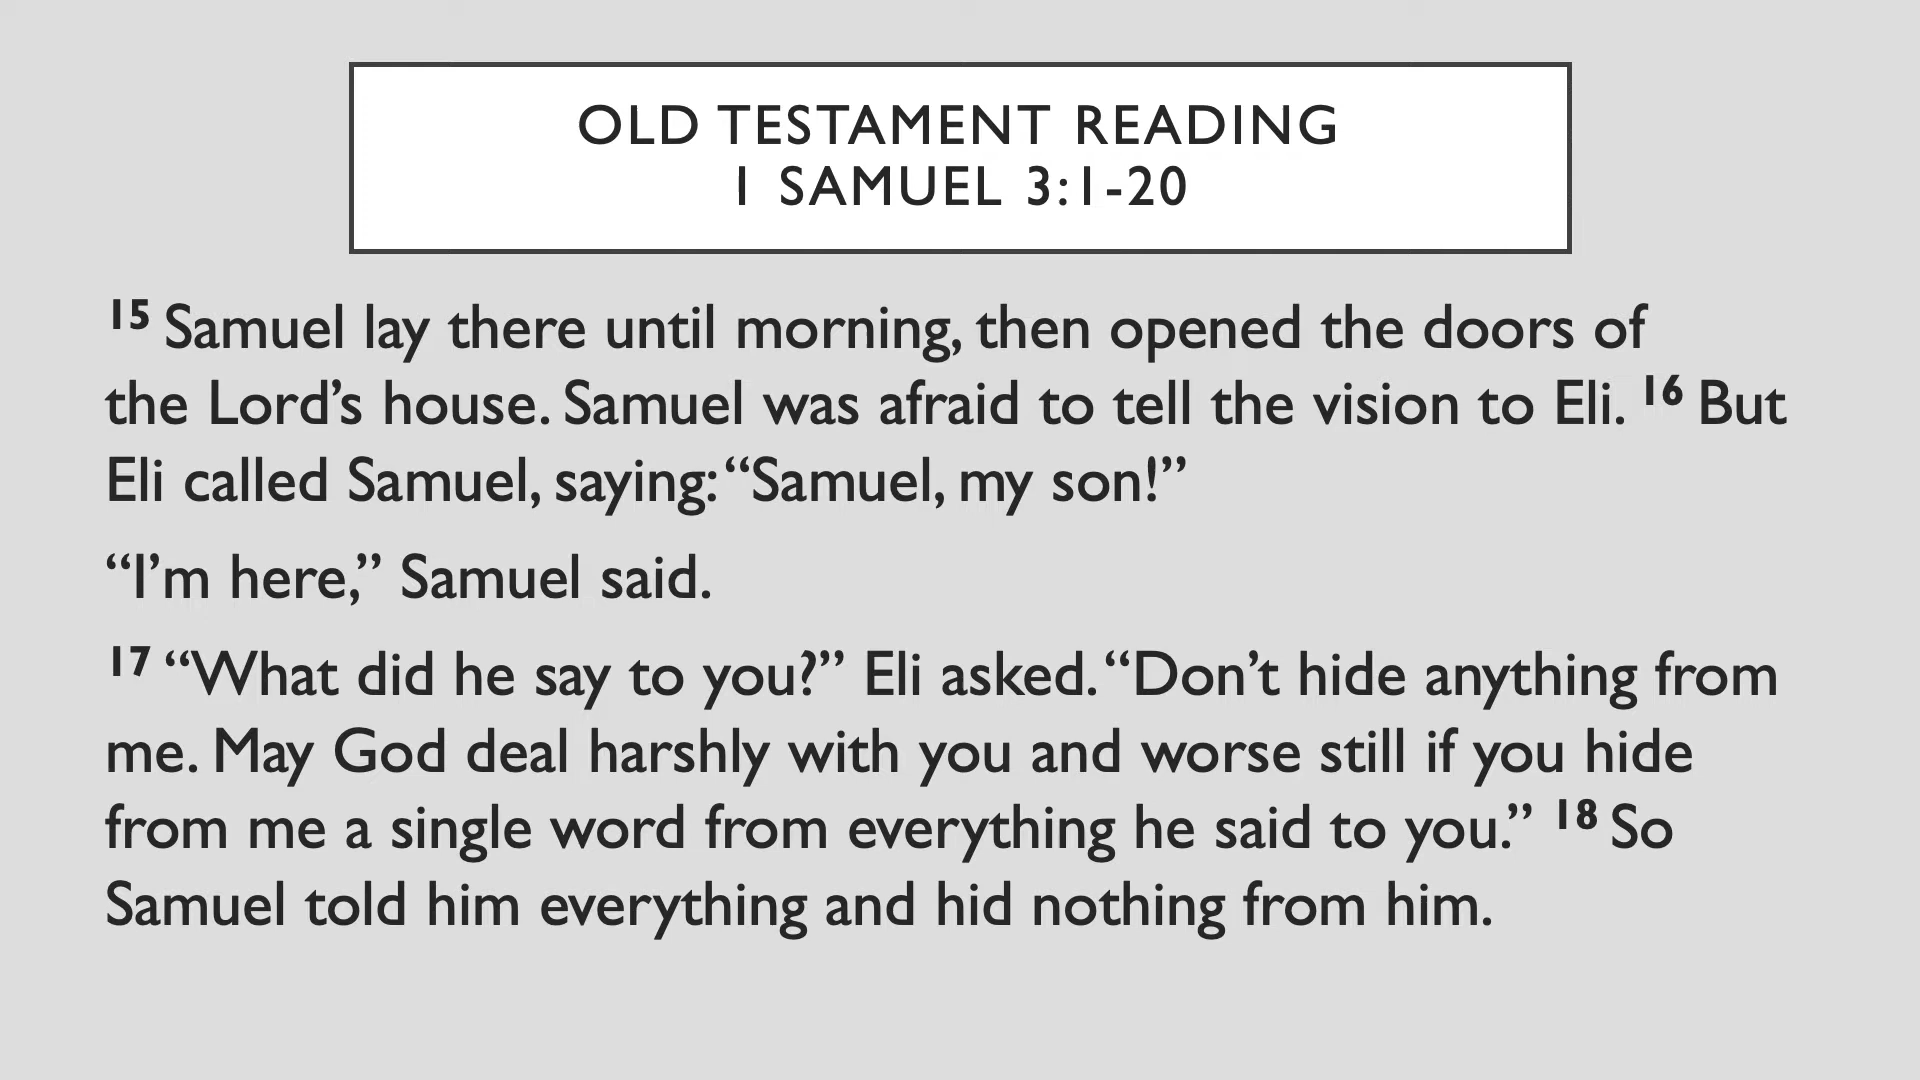 OLD TESTAMENT READING
1 SAMUEL 3:1-20
15 Samuel lay there until morning, then opened the doors of
the Lord’s house. Samuel was afraid to tell the vision to Eli. 16 But
Eli called Samuel, saying: “Samuel, my son!”
“I’m here,” Samuel said.
17 “What did he say to you?” Eli asked. “Don’t hide anything from
me. May God deal harshly with you and worse still if you hide
from me a single word from everything he said to you.” 18 So
Samuel told him everything and hid nothing from him.